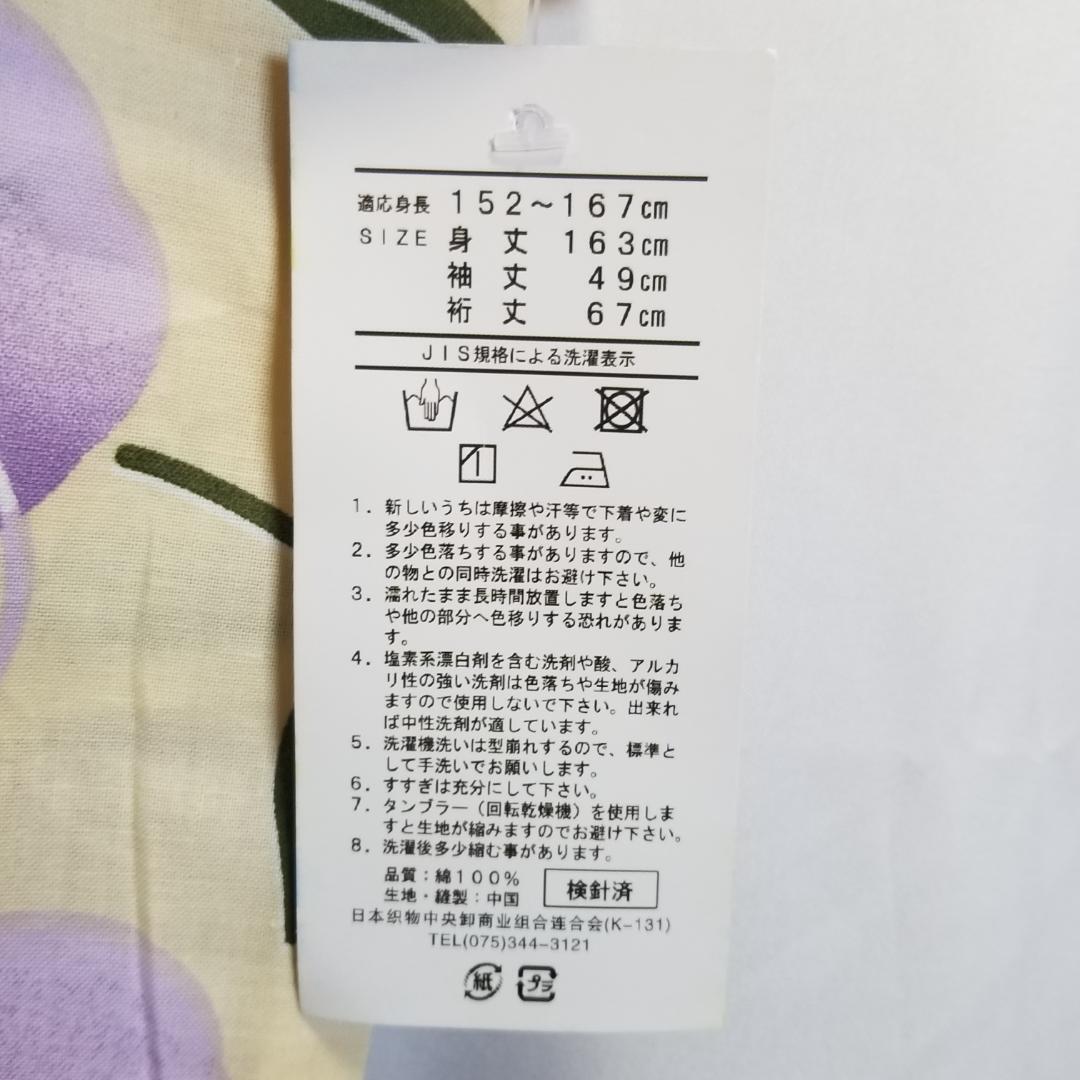 適応身長 152〜167cm
SIZE 身丈 163cm
袖丈 49cm
裄丈 67cm
JIS規格による洗濯表示
1. 新しいうちは摩擦や汗等で下着や変に
多少色移りする事があります。
2. 多少色落ちする事がありますので、他
の物との同時洗濯はお避け下さい。
3. 濡れたまま長時間放置しますと色落ち
や他の部分へ色移りする恐れがありま
す。
4. 塩素系漂白剤を含む洗剤や酸、アルカ
リ性の強い洗剤は色落ちや生地が傷み
ますので使用しないで下さい。出来れ
ば中性洗剤が適しています。
5. 洗濯機洗いは型崩れするので、標準と
して手洗いでお願いします。
6. すすぎは充分にして下さい。
7. タンブラー（回転乾燥機）を使用しま
すと生地が縮みますのでお避け下さい。
8. 洗濯後多少縮む事があります。
品質：綿100%
生地・縫製：中国
検針済
日本织物中央卸商业组合连合会(K-131)
TEL(075)344-3121
紙 プラ